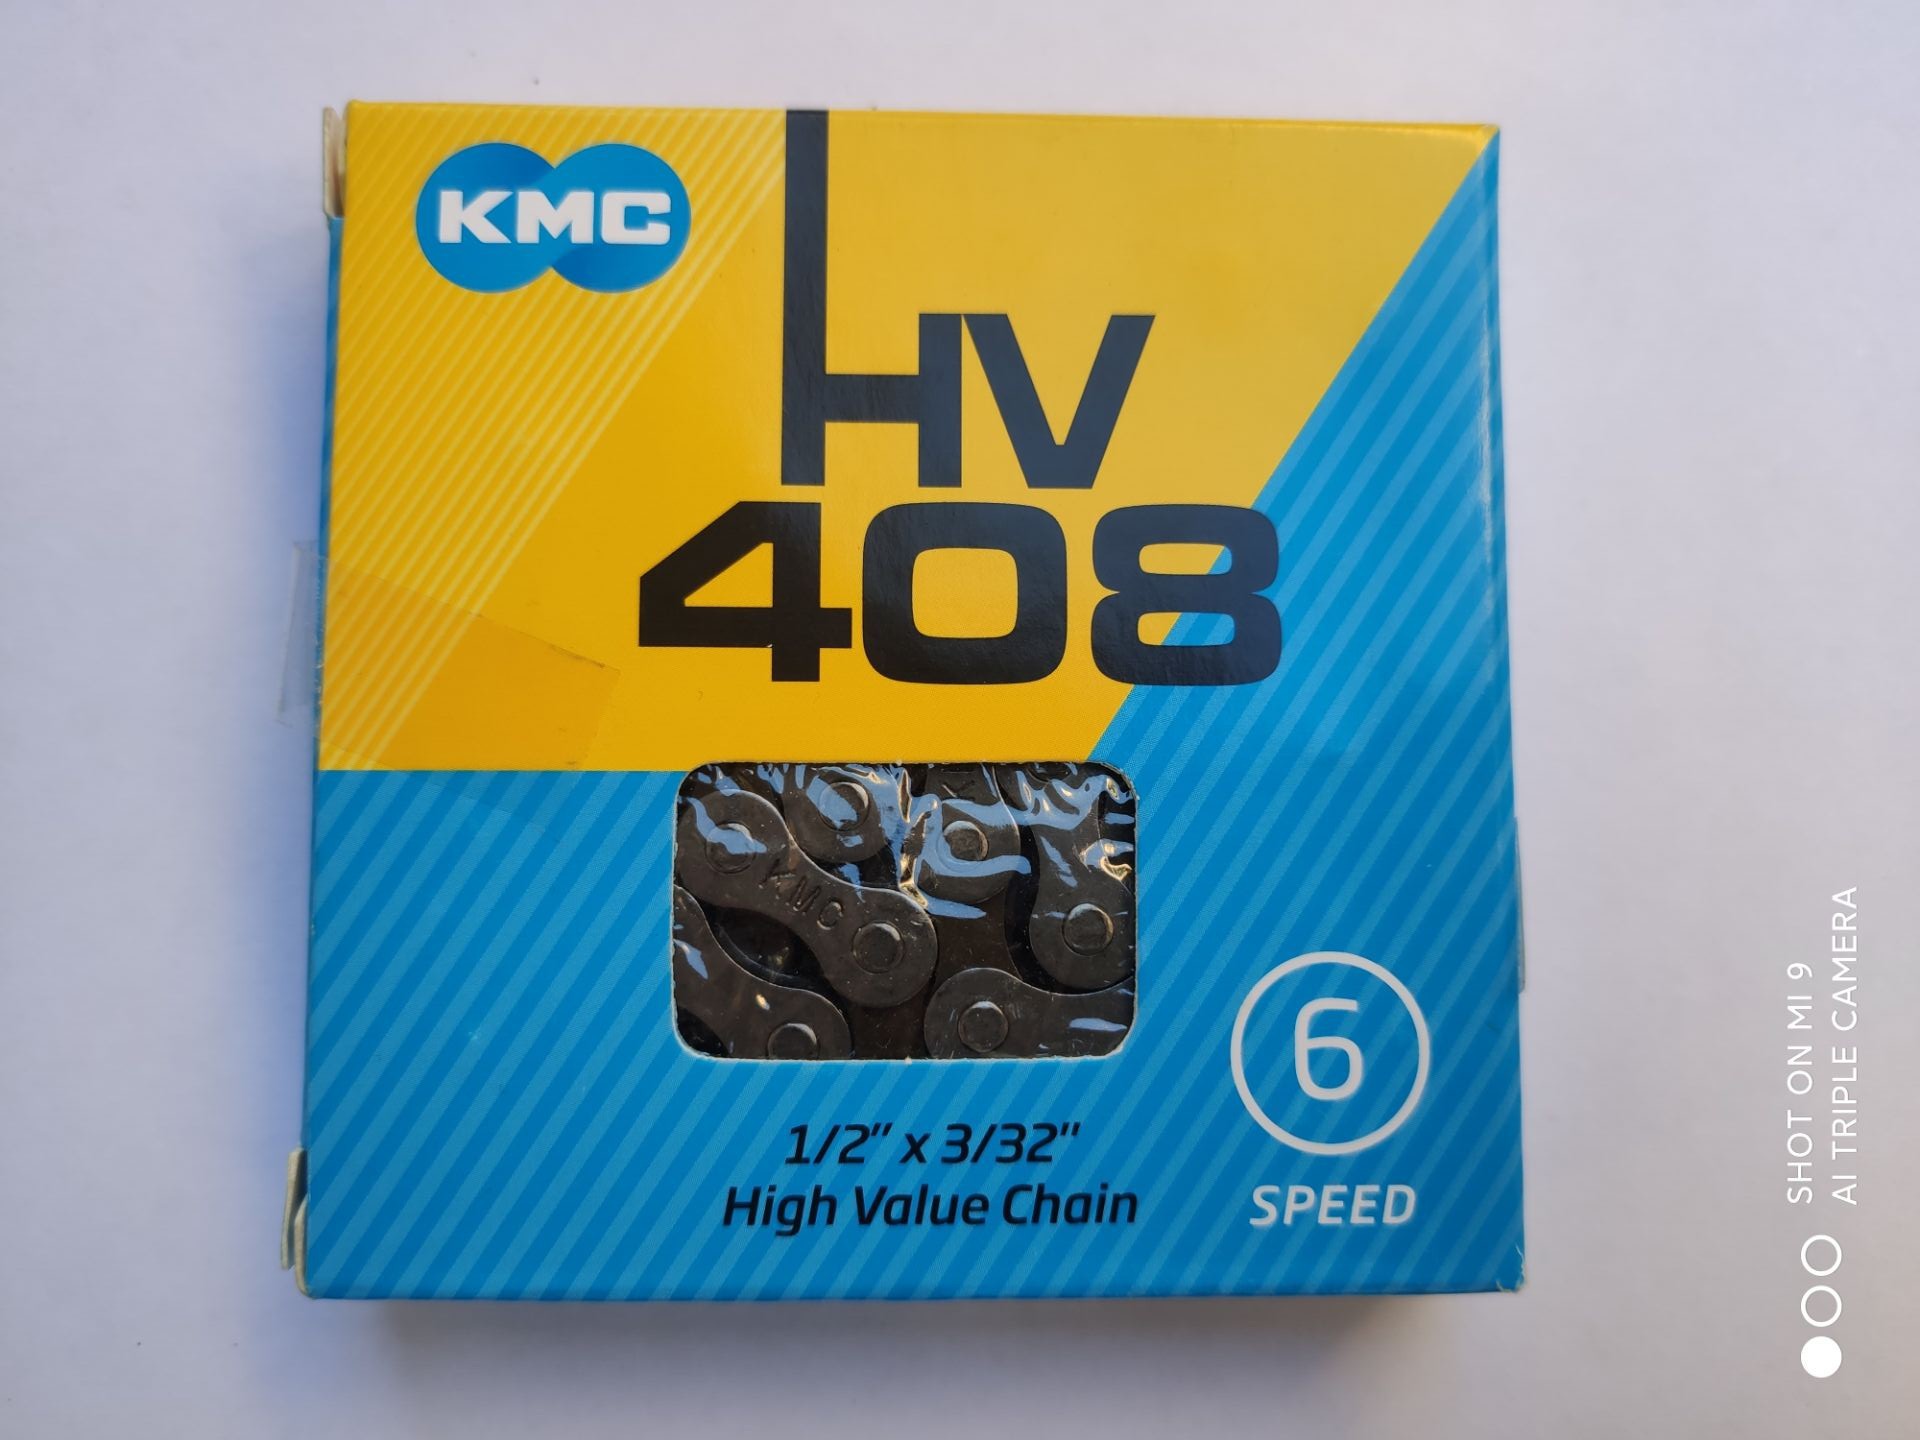 KMC
HV
408
KMC
6
SPEED
1/2" x 3/32"
High Value Chain
SHOT ON MI 9
AI TRIPLE CAMERA